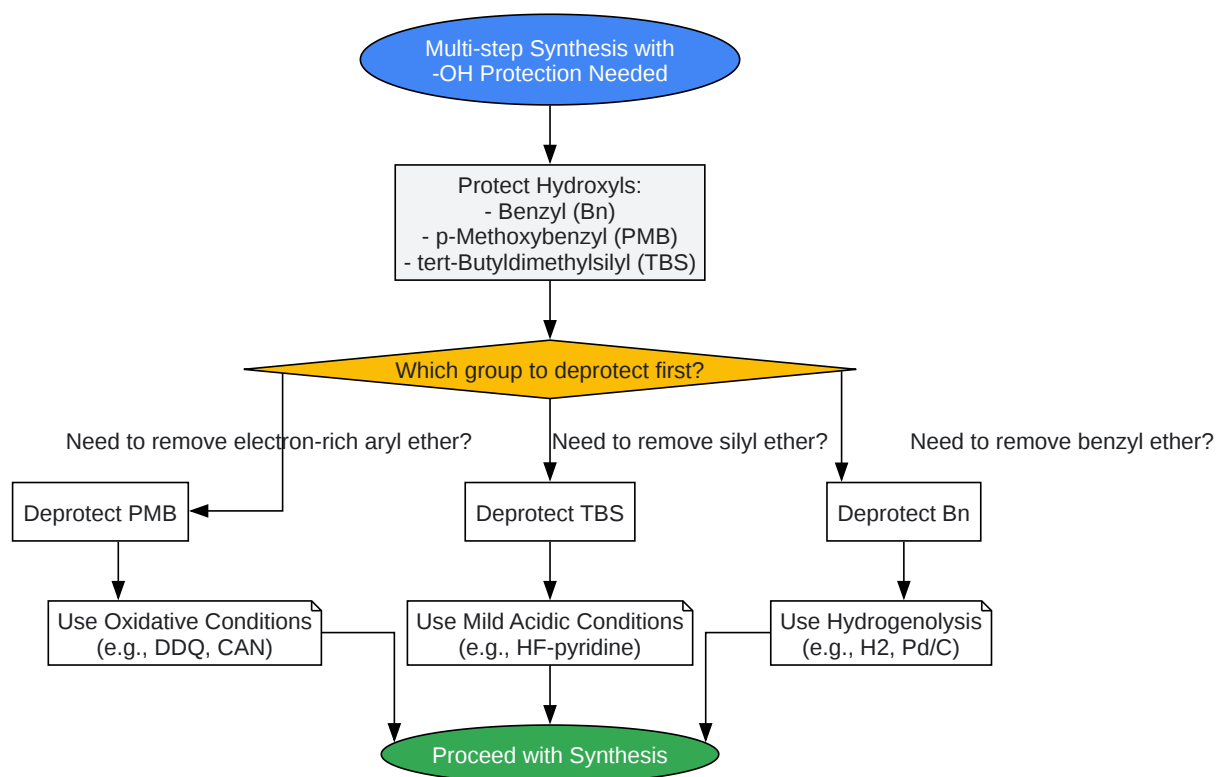 Multi-step Synthesis with
-OH Protection Needed
Protect Hydroxyls:
- Benzyl (Bn)
- p-Methoxybenzyl (PMB)
- tert-Butyldimethylsilyl (TBS)
Which group to deprotect first?
Need to remove electron-rich aryl ether?
Need to remove silyl ether?
Need to remove benzyl ether?
Deprotect PMB
Deprotect TBS
Deprotect Bn
Use Oxidative Conditions
(e.g., DDQ, CAN)
Use Mild Acidic Conditions
(e.g., HF-pyridine)
Use Hydrogenolysis
(e.g., H2, Pd/C)
Proceed with Synthesis